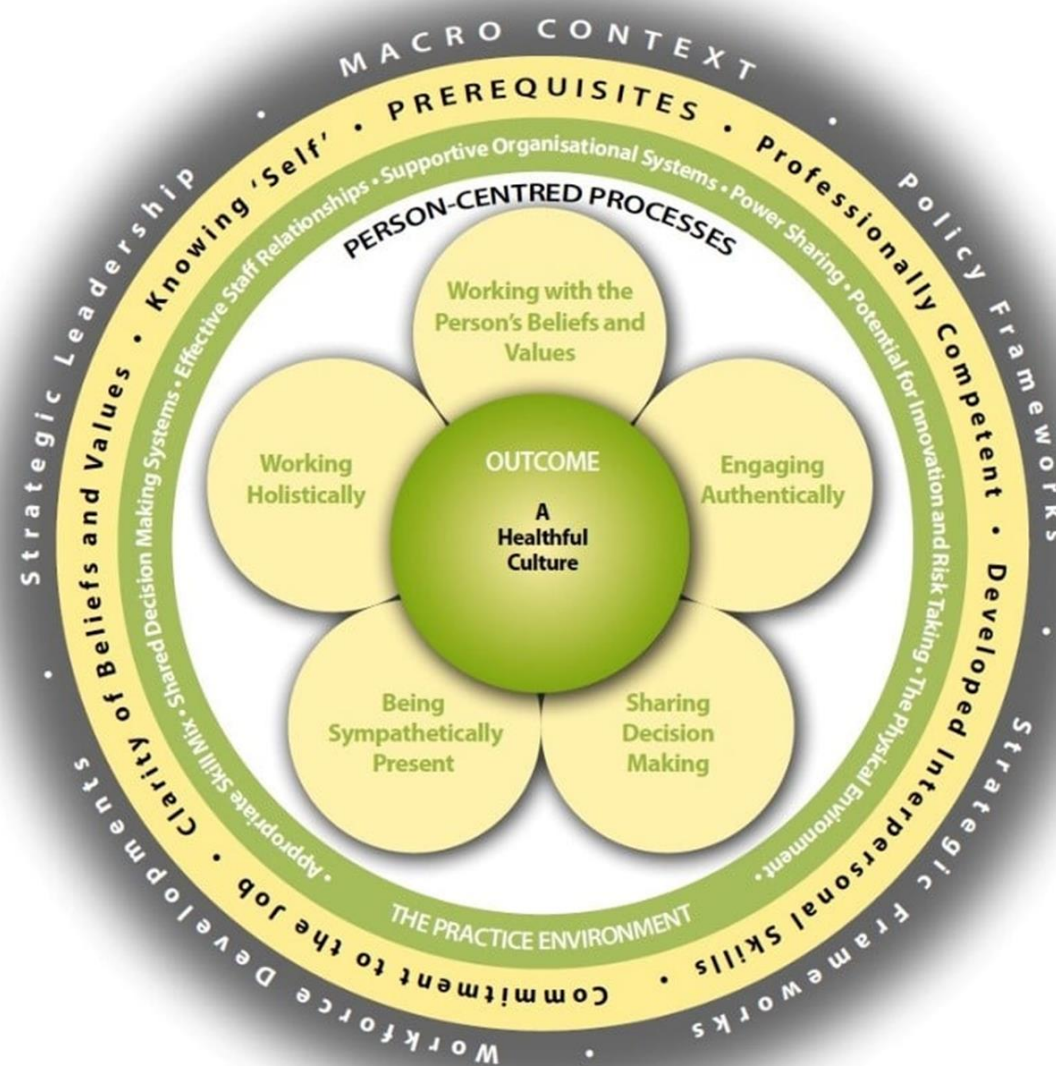 MACRO CONTEXT
• Policy Frameworks
• Strategic Frameworks
• Workforce Developments
• Strategic Leadership •
PREREQUISITES
• Professionally Competent
• Developed Interpersonal Skills
• Commitment to the Job
• Clarity of Beliefs and Values
• Knowing ‘Self’ •
• Appropriate Skill Mix • Shared Decision Making Systems • Effective Staff Relationships • Supportive Organisational Systems • Power Sharing • Potential for Innovation and Risk Taking • The Physical Environment •
THE PRACTICE ENVIRONMENT
PERSON-CENTRED PROCESSES
Working with the
Person’s Beliefs and
Values
Engaging
Authentically
Sharing
Decision
Making
Being
Sympathetically
Present
Working
Holistically
OUTCOME
A
Healthful
Culture